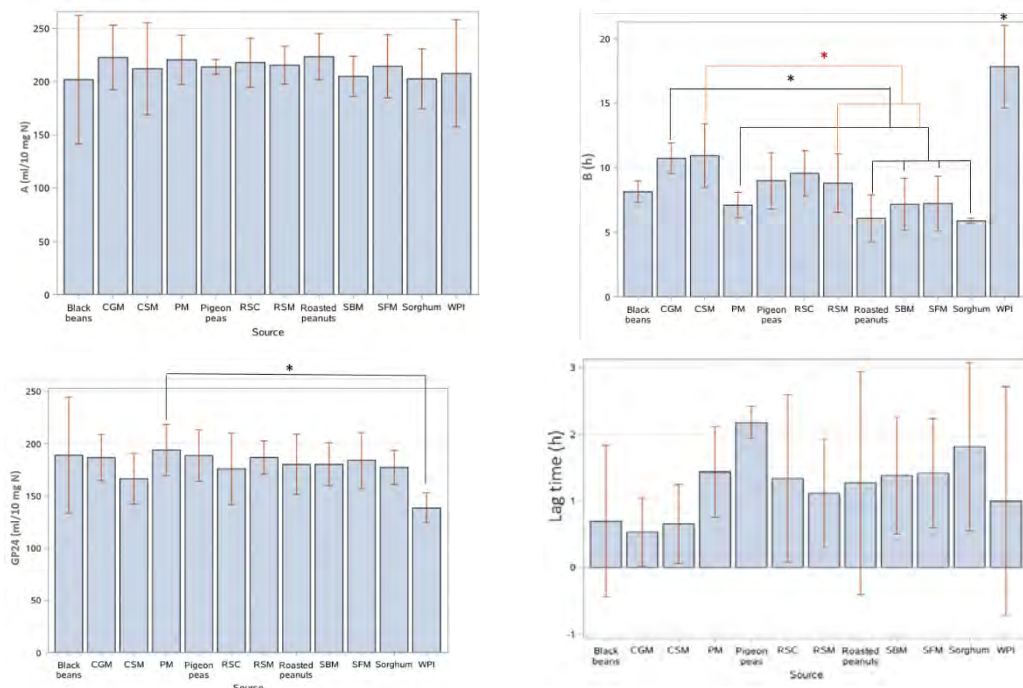 A (ml/10 mg N)
250
200
150
100
50
0
Black beans CGM CSM PM Pigeon peas RSC RSM Roasted peanuts SBM SFM Sorghum WPI
Source
B (h)
20
15
10
5
0
*
*
*
Black beans CGM CSM PM Pigeon peas RSC RSM Roasted peanuts SBM SFM Sorghum WPI
GP24 (ml/10 mg N)
250
200
150
100
50
0
*
Black beans CGM CSM PM Pigeon peas RSC RSM Roasted peanuts SBM SFM Sorghum WPI
Source
Lag time (h)
3
2
1
0
-1
Black beans CGM CSM PM Pigeon peas RSC RSM Roasted peanuts SBM SFM Sorghum WPI
Source